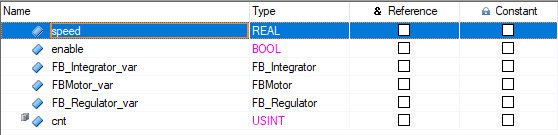 Name Type & Reference Constant
speed REAL
enable BOOL
FB_Integrator_var FB_Integrator
FBMotor_var FBMotor
FB_Regulator_var FB_Regulator
cnt USINT